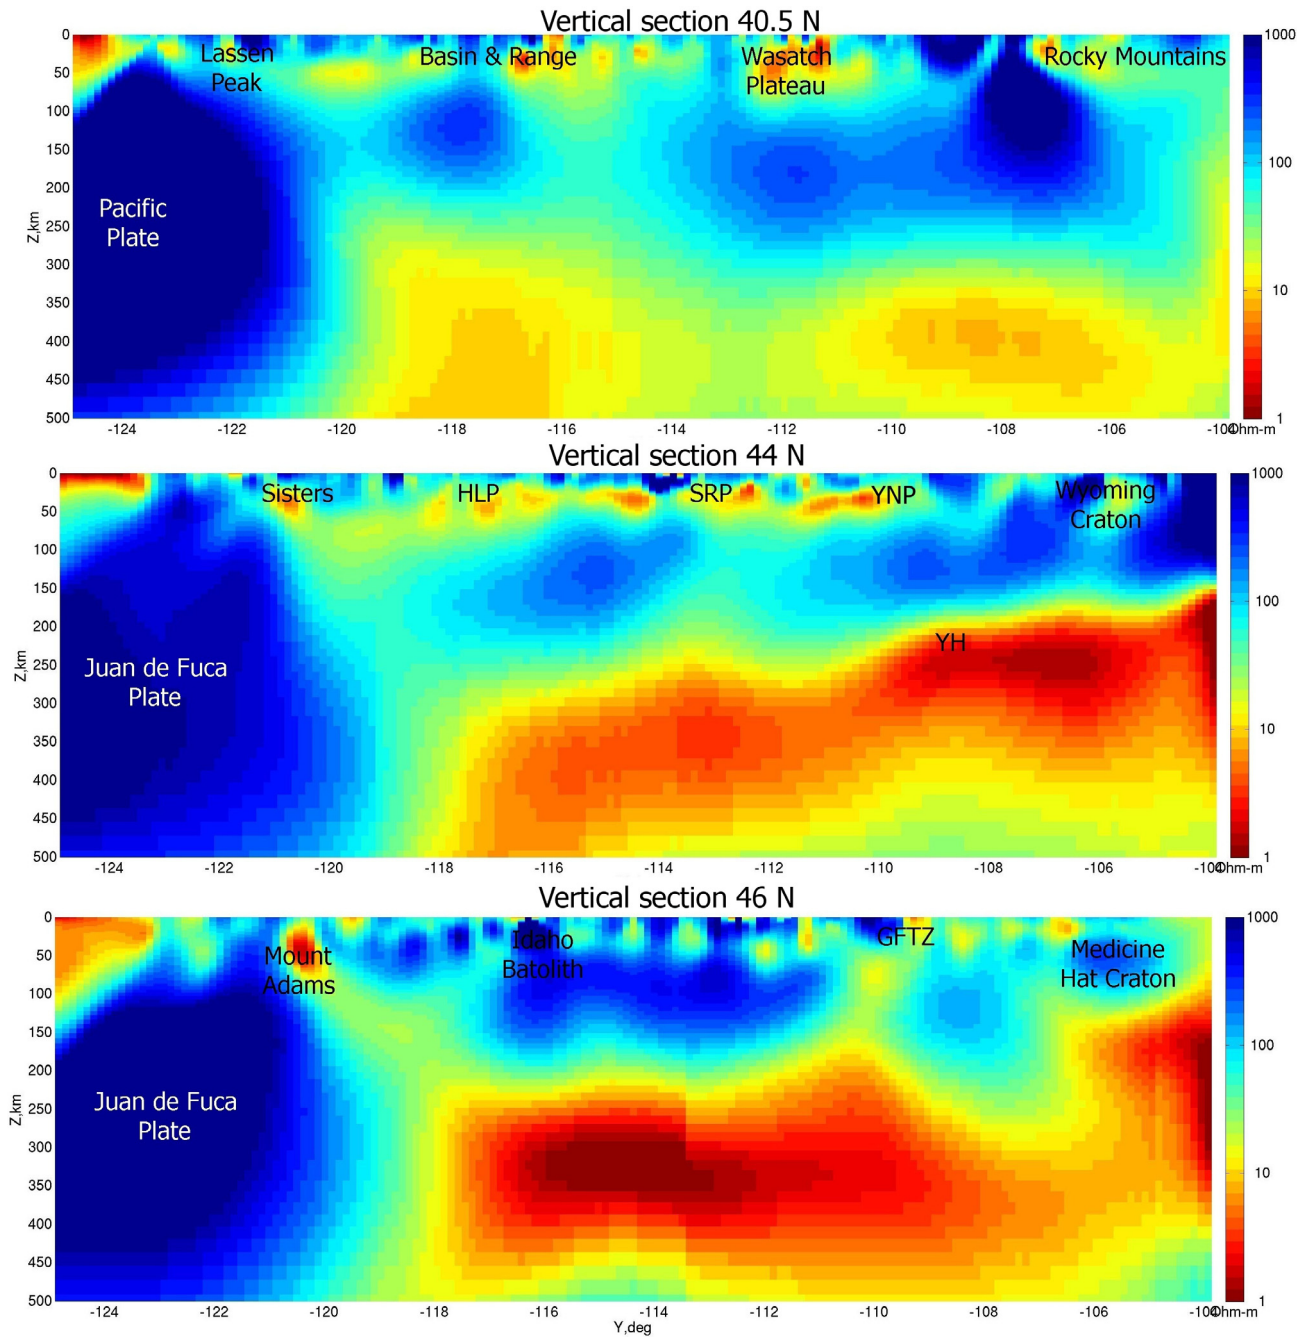 Vertical section 40.5 N
0
50
100
150
200
250
300
350
400
450
500
Z,km
Lassen
Peak
Basin & Range
Wasatch
Plateau
Rocky Mountains
Pacific
Plate
-124
-122
-120
-118
-116
-114
-112
-110
-108
-106
-104
1000
100
10
1
Ohm-m
Vertical section 44 N
0
50
100
150
200
250
300
350
400
450
500
Z,km
Sisters
HLP
SRP
YNP
Wyoming
Craton
YH
Juan de Fuca
Plate
-124
-122
-120
-118
-116
-114
-112
-110
-108
-106
-104
1000
100
10
1
Ohm-m
Vertical section 46 N
0
50
100
150
200
250
300
350
400
450
500
Z,km
Mount
Adams
Idaho
Batolith
GFTZ
Medicine
Hat Craton
Juan de Fuca
Plate
-124
-122
-120
-118
-116
-114
-112
-110
-108
-106
-104
Y,deg
1000
100
10
1
Ohm-m